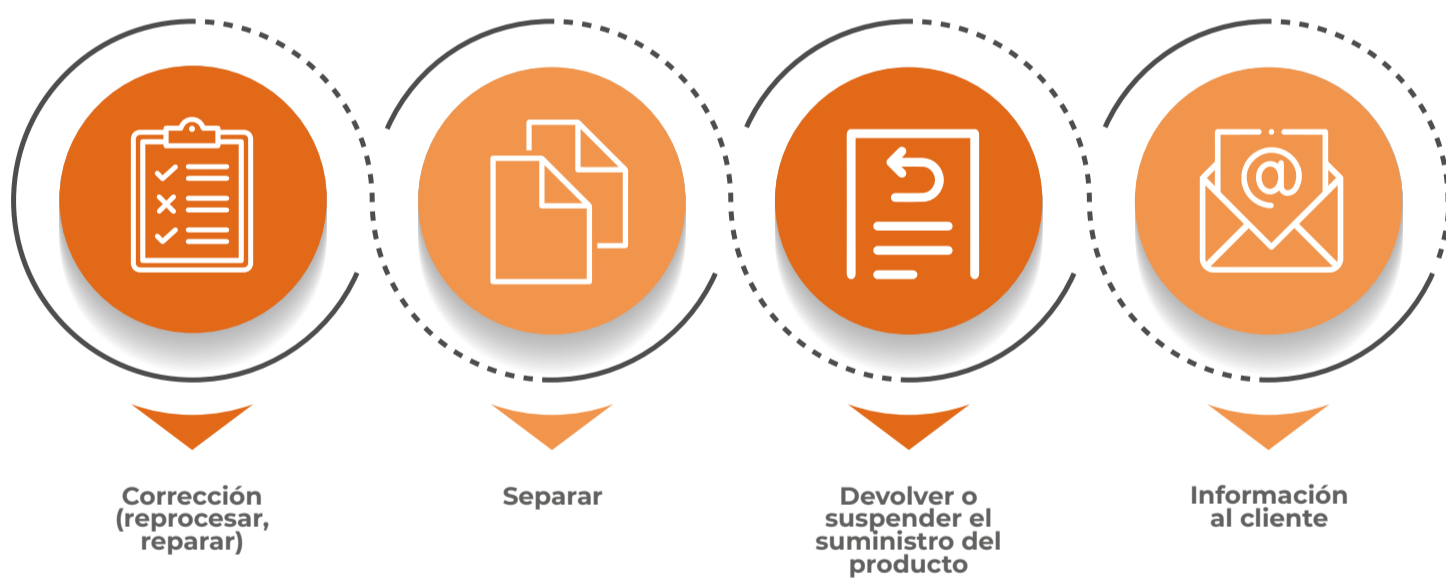 @
Corrección
(reprocesar,
reparar)
Separar
Devolver o
suspender el
suministro del
producto
Información
al cliente